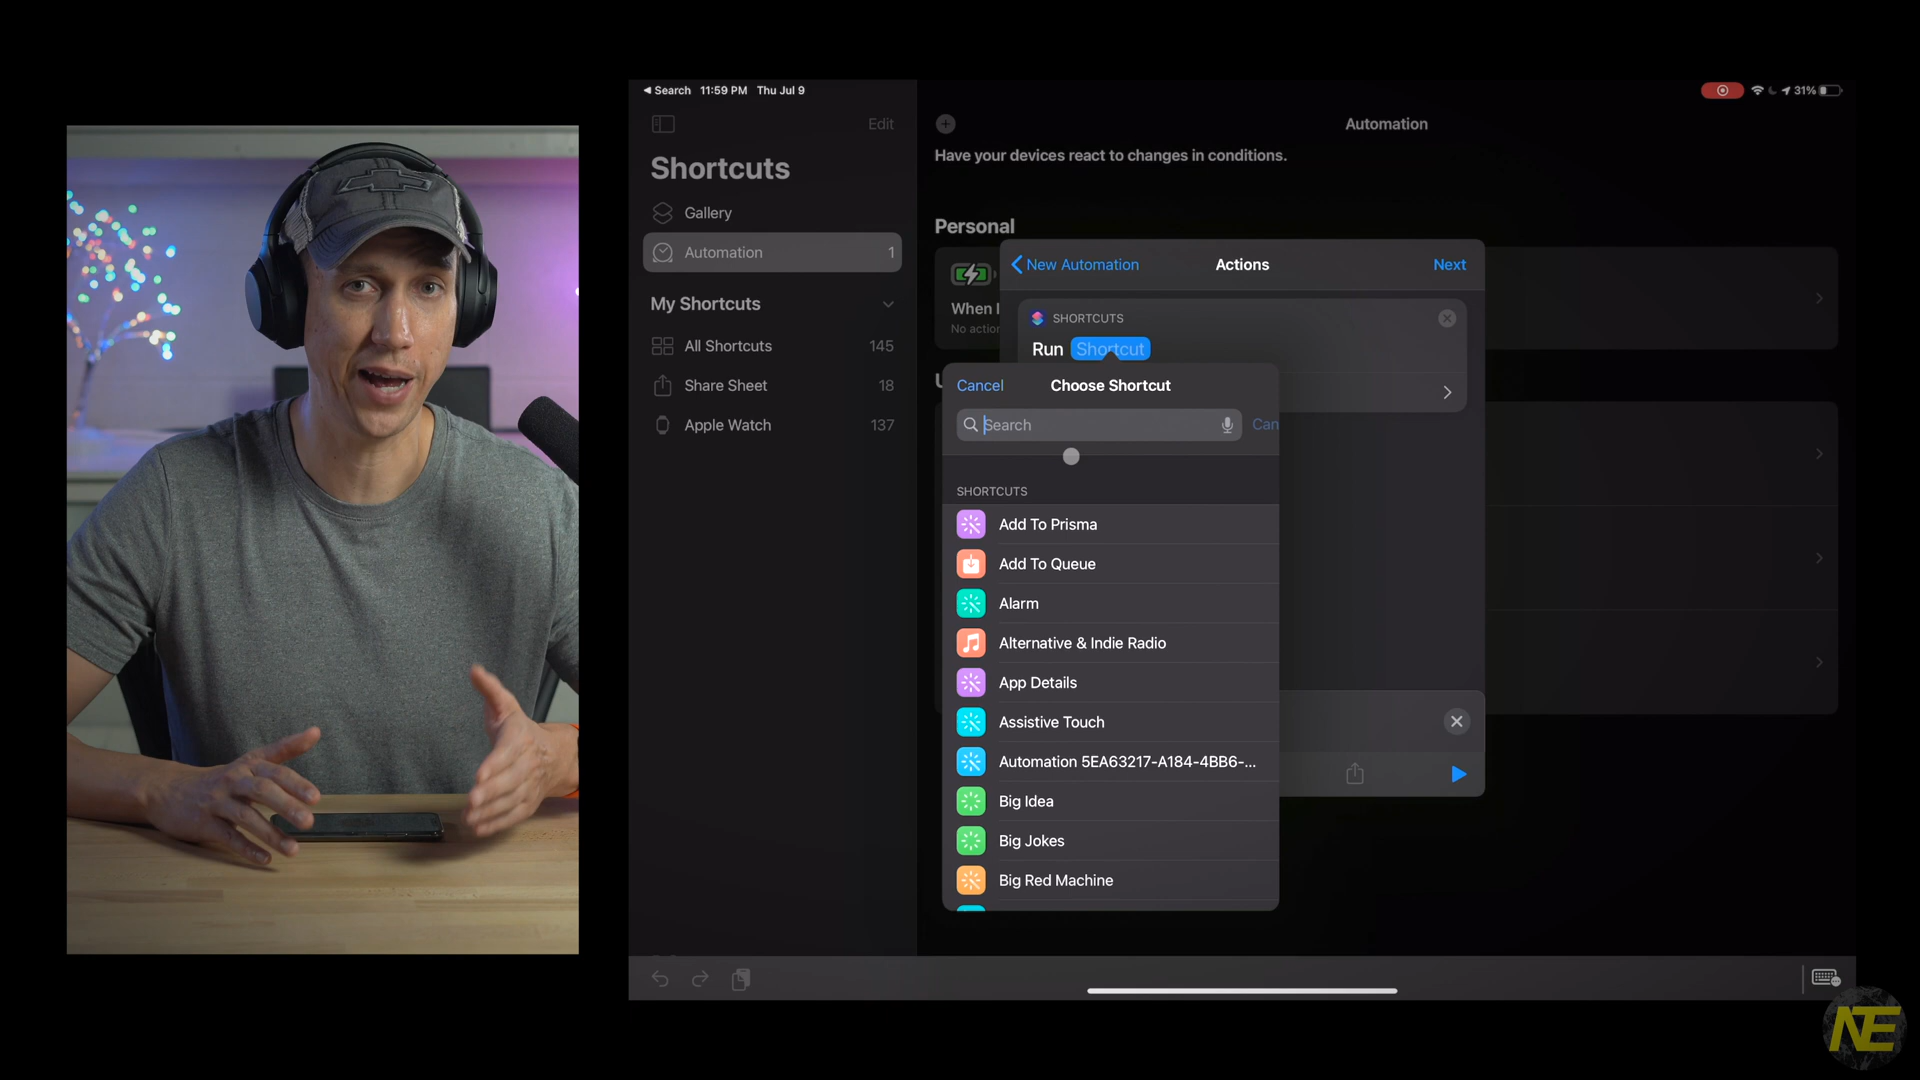 Search 11:59 PM Thu Jul 9
31%
Edit
Shortcuts
Gallery
Automation 1
My Shortcuts
All Shortcuts 145
Share Sheet 18
Apple Watch 137
Automation
Have your devices react to changes in conditions.
Personal
When
No action
New Automation Actions Next
SHORTCUTS
Run Shortcut
Cancel Choose Shortcut
Search Can
SHORTCUTS
Add To Prisma
Add To Queue
Alarm
Alternative & Indie Radio
App Details
Assistive Touch
Automation 5EA63217-A184-4BB6-...
Big Idea
Big Jokes
Big Red Machine
NE